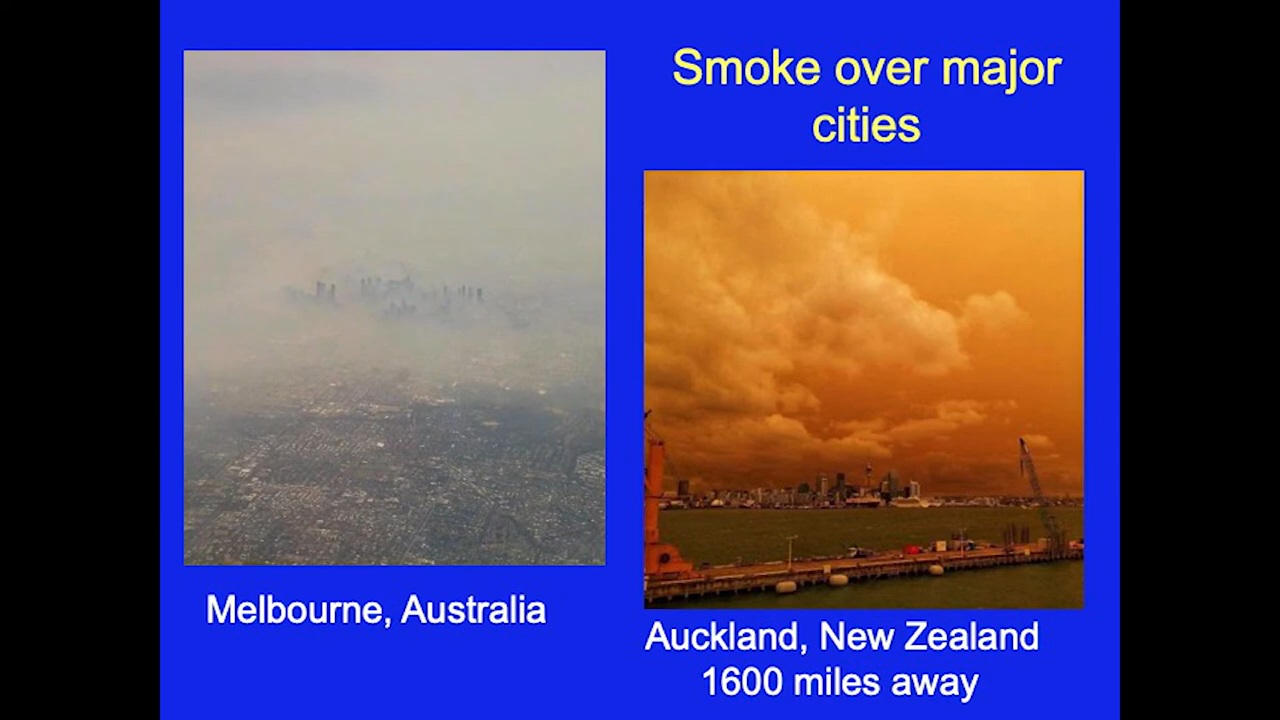 Smoke over major
cities
Melbourne, Australia
Auckland, New Zealand
1600 miles away